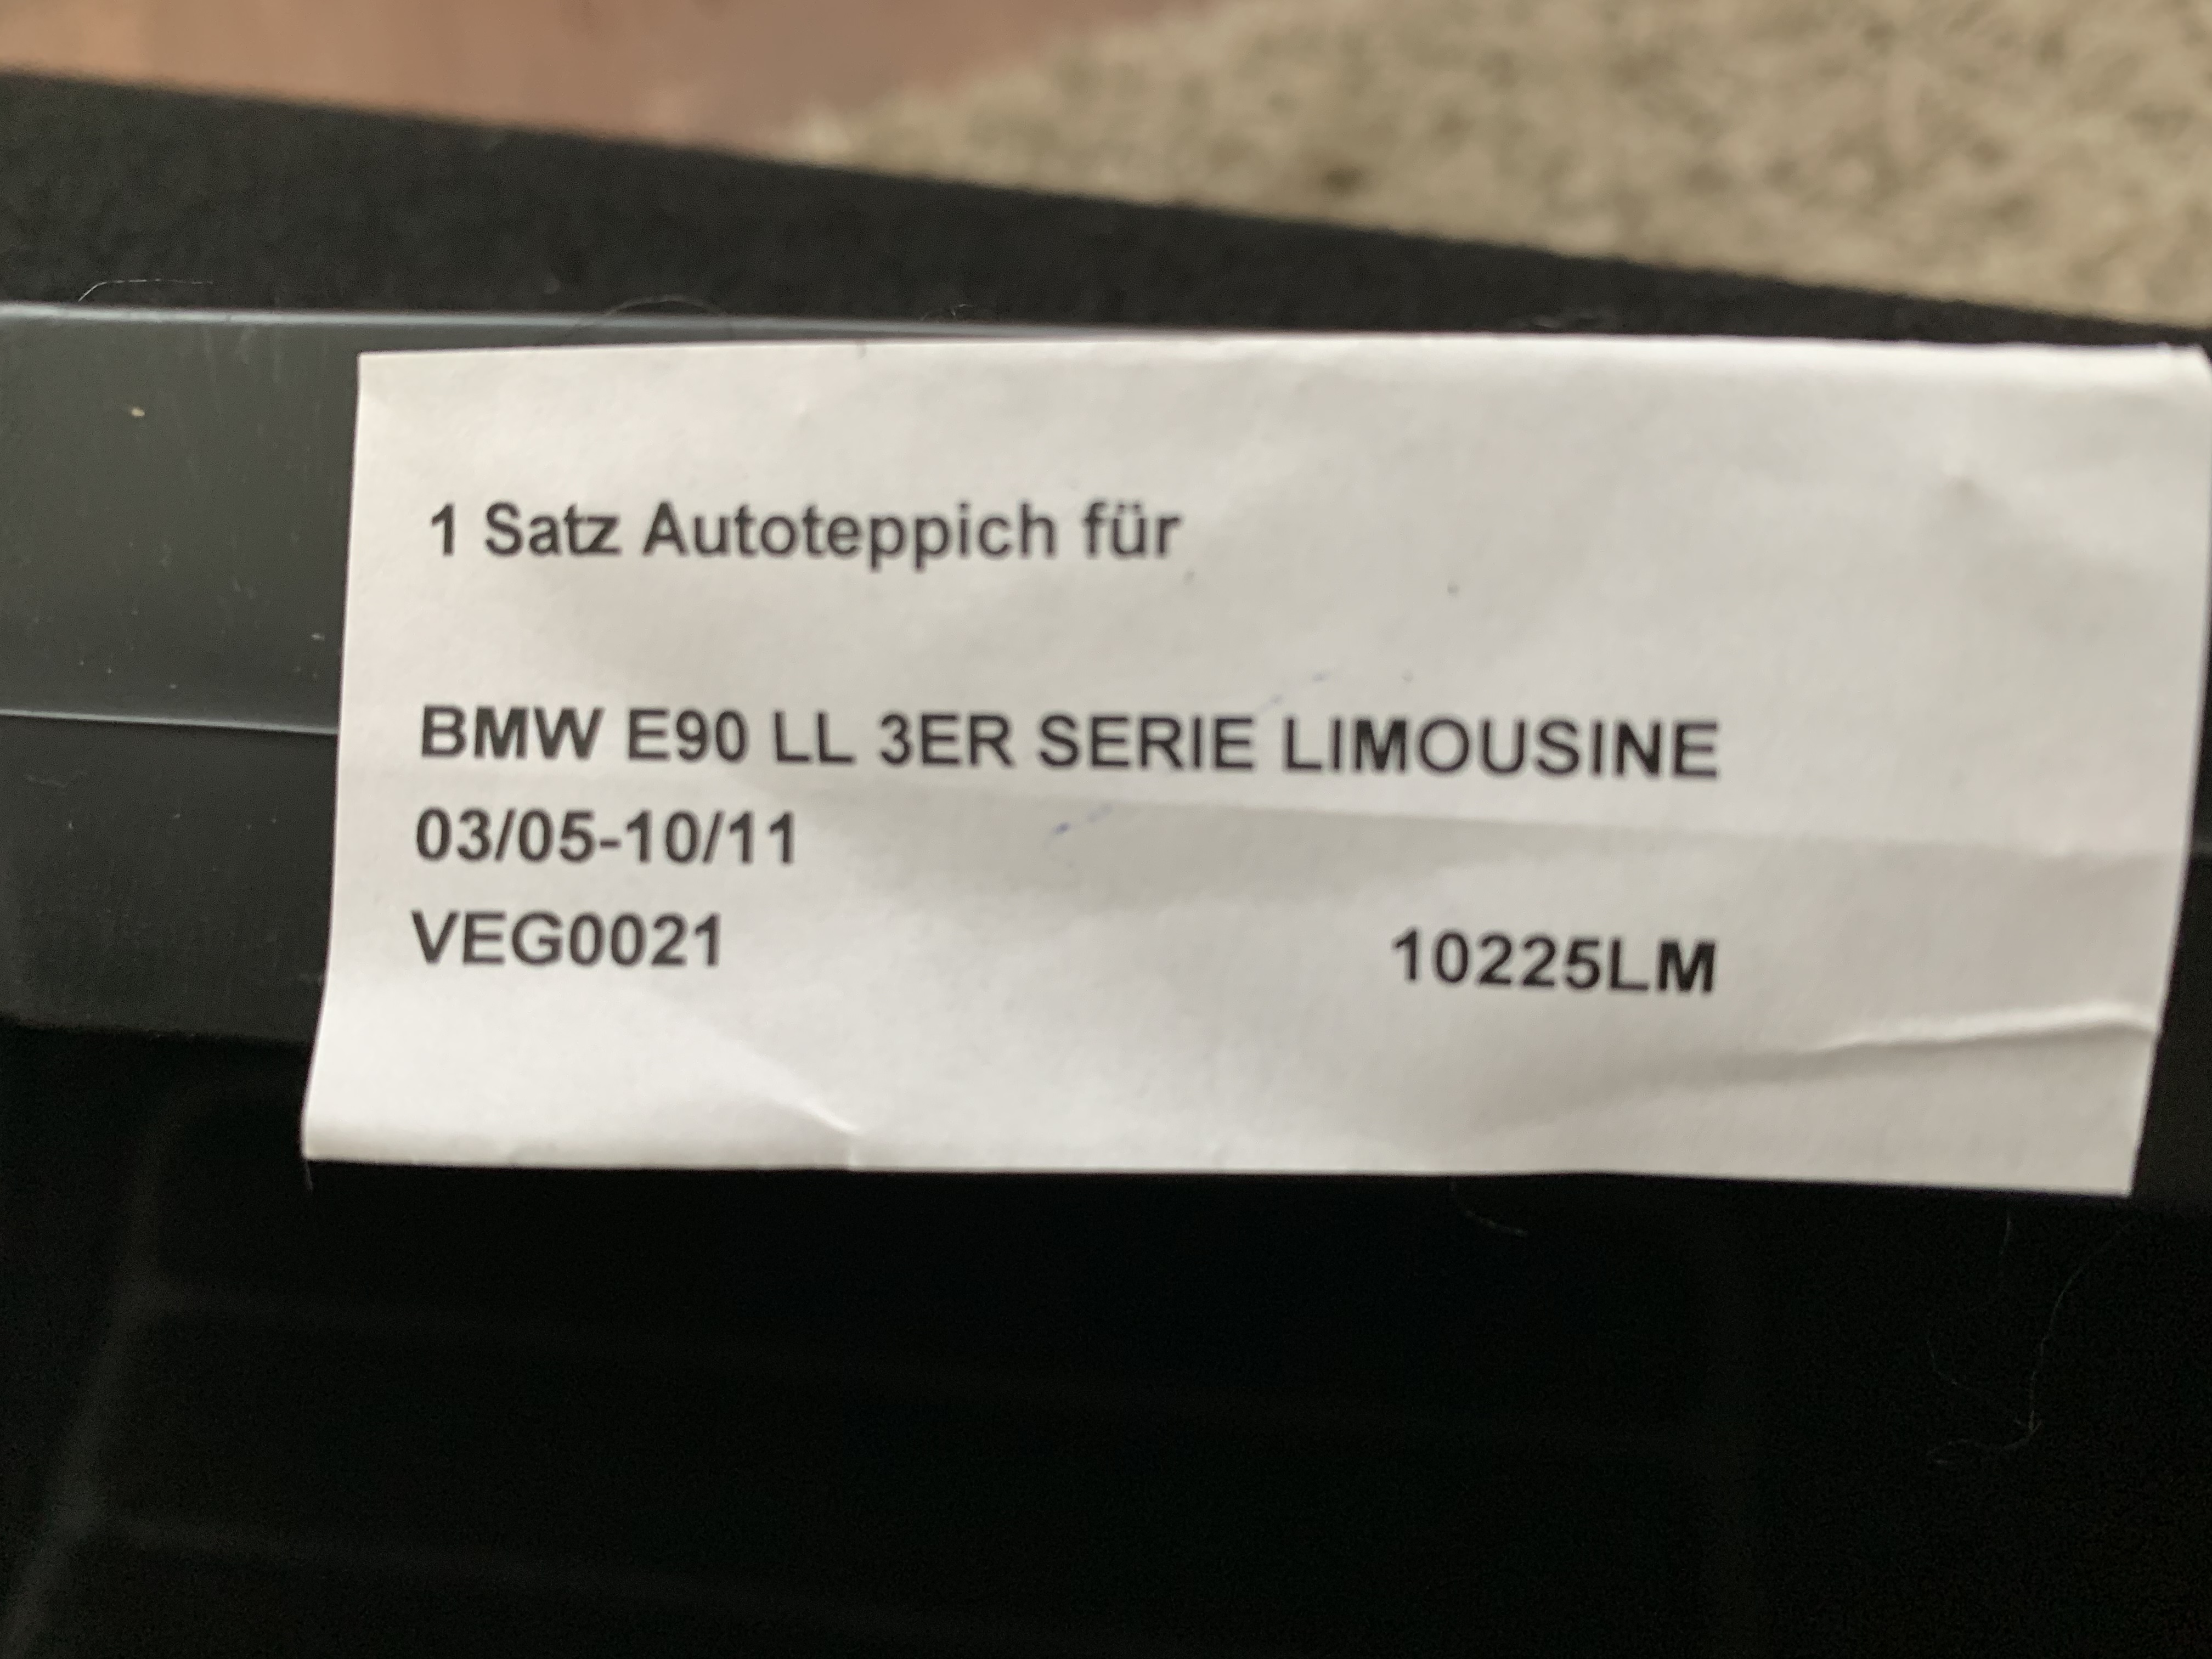 1 Satz Autoteppich für
BMW E90 LL 3ER SERIE LIMOUSINE
03/05-10/11
VEG0021 10225LM